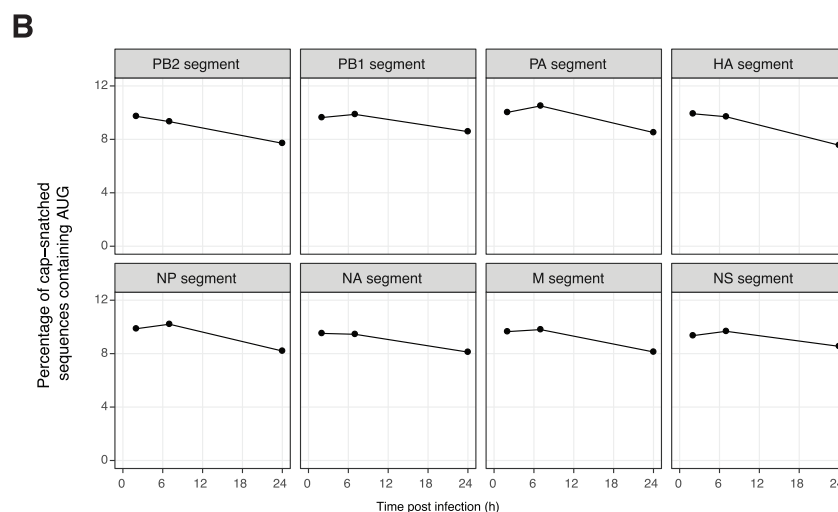 B
PB2 segment PB1 segment PA segment HA segment
12
8
4
0
Percentage of cap−snatched
sequences containing AUG
NP segment NA segment M segment NS segment
12
8
4
0
0 6 12 18 24 0 6 12 18 24 0 6 12 18 24 0 6 12 18
Time post infection (h)